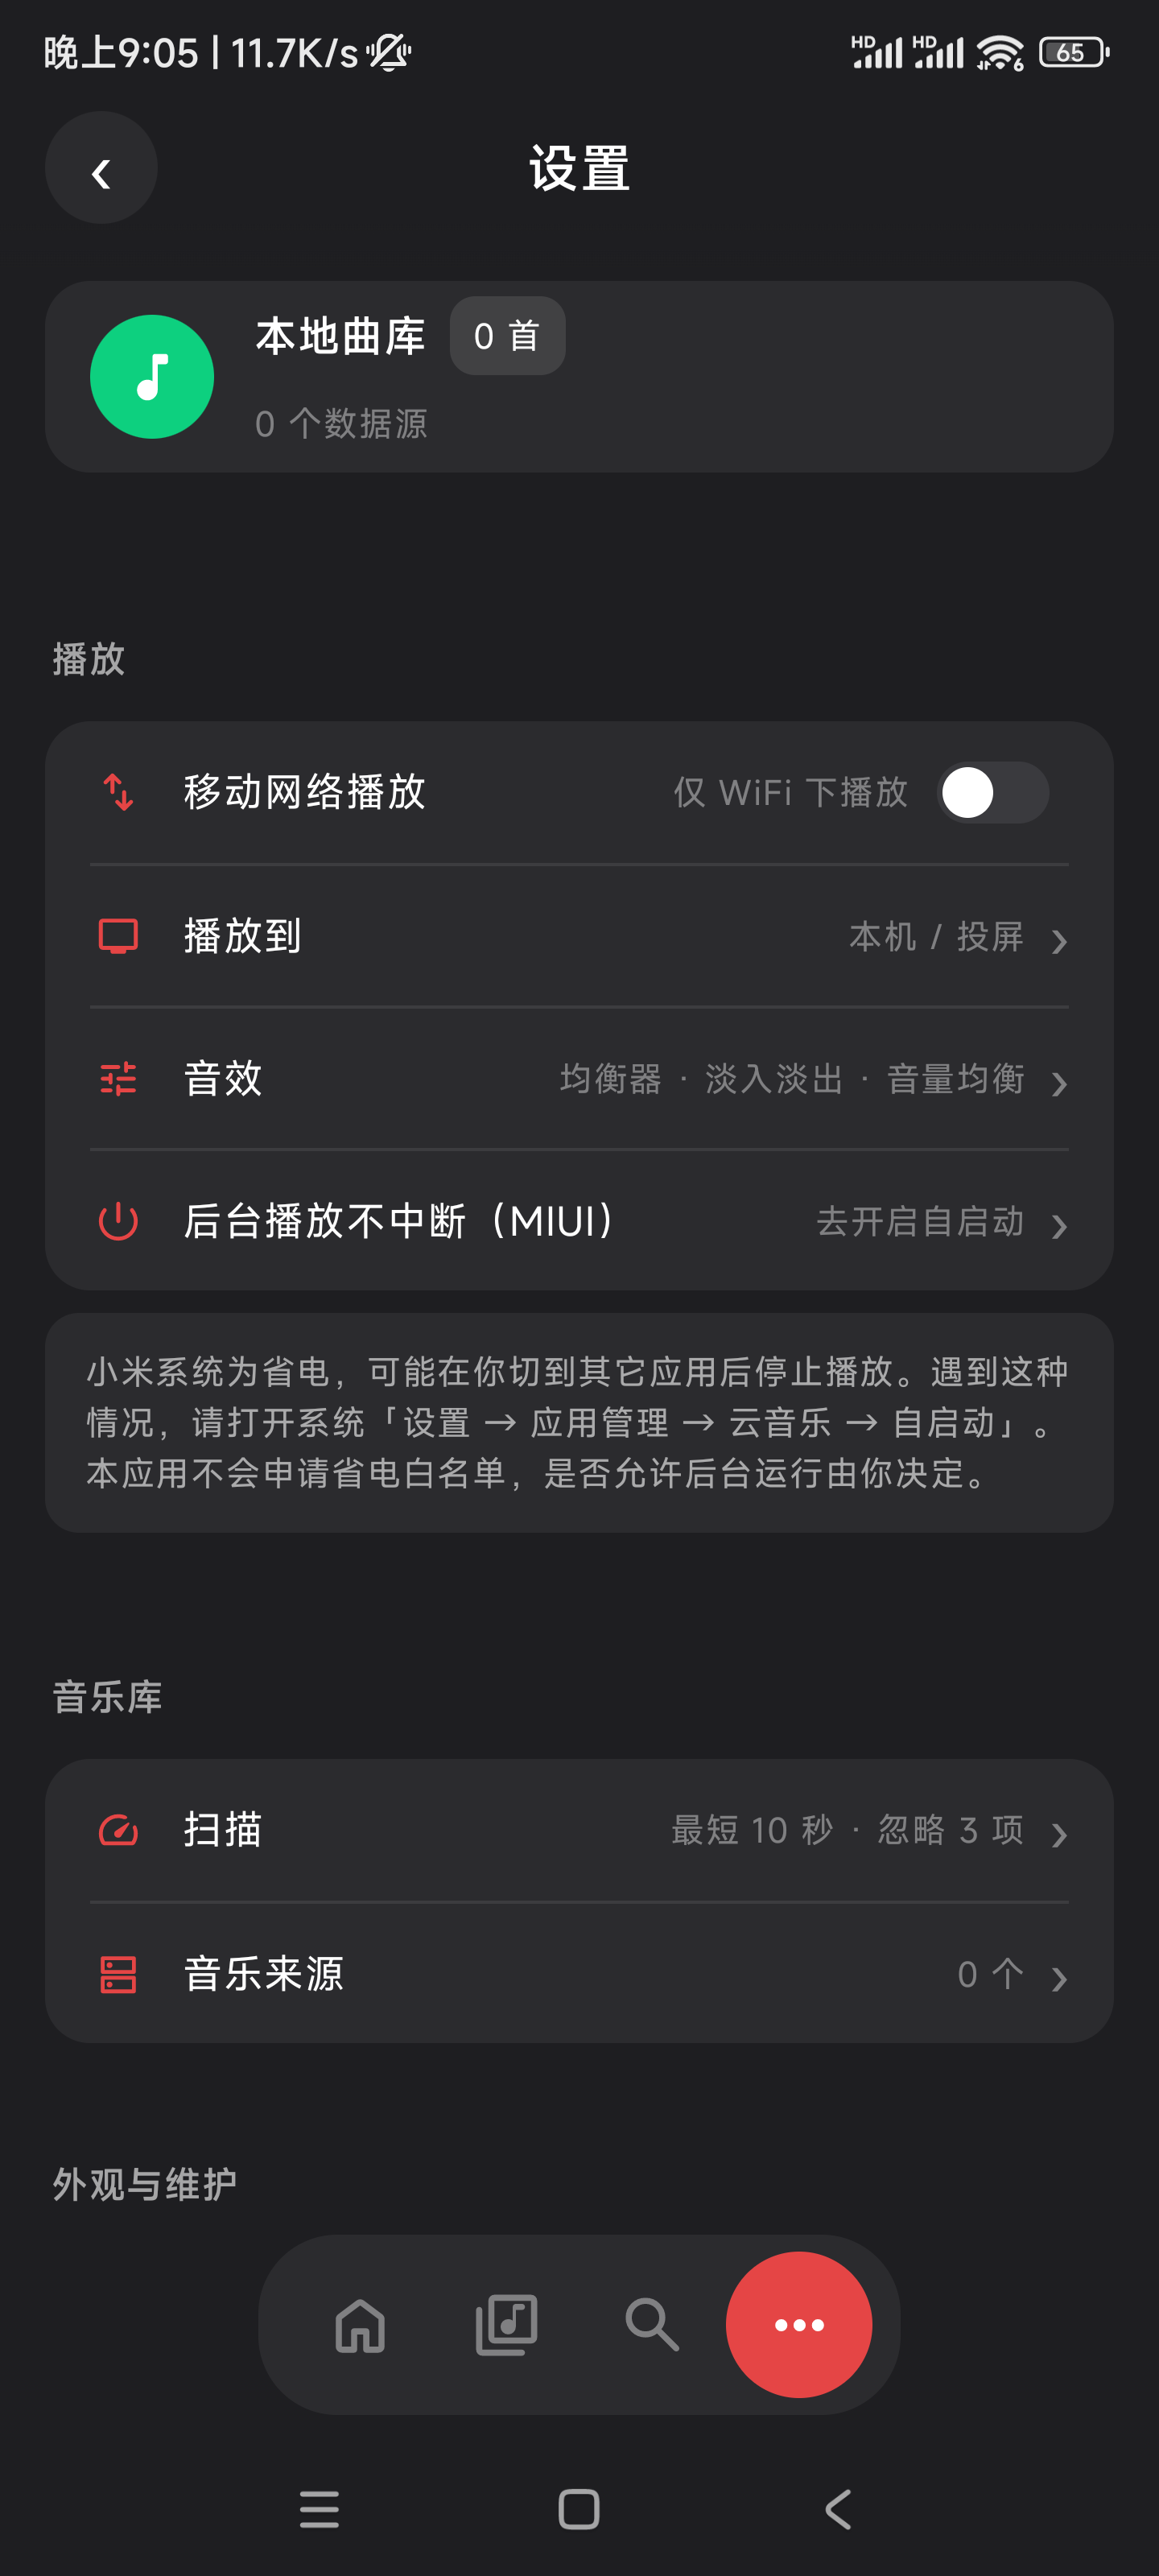 晚上9:05 | 11.7K/s
HD HD 6 65
设置
本地曲库 0 首
0 个数据源
播放
移动网络播放 仅 WiFi 下播放
播放到 本机 / 投屏
音效 均衡器 · 淡入淡出 · 音量均衡
后台播放不中断（MIUI） 去开启自启动
小米系统为省电，可能在你切到其它应用后停止播放。遇到这种
情况，请打开系统「设置 → 应用管理 → 云音乐 → 自启动」。
本应用不会申请省电白名单，是否允许后台运行由你决定。
音乐库
扫描 最短 10 秒 · 忽略 3 项
音乐来源 0 个
外观与维护